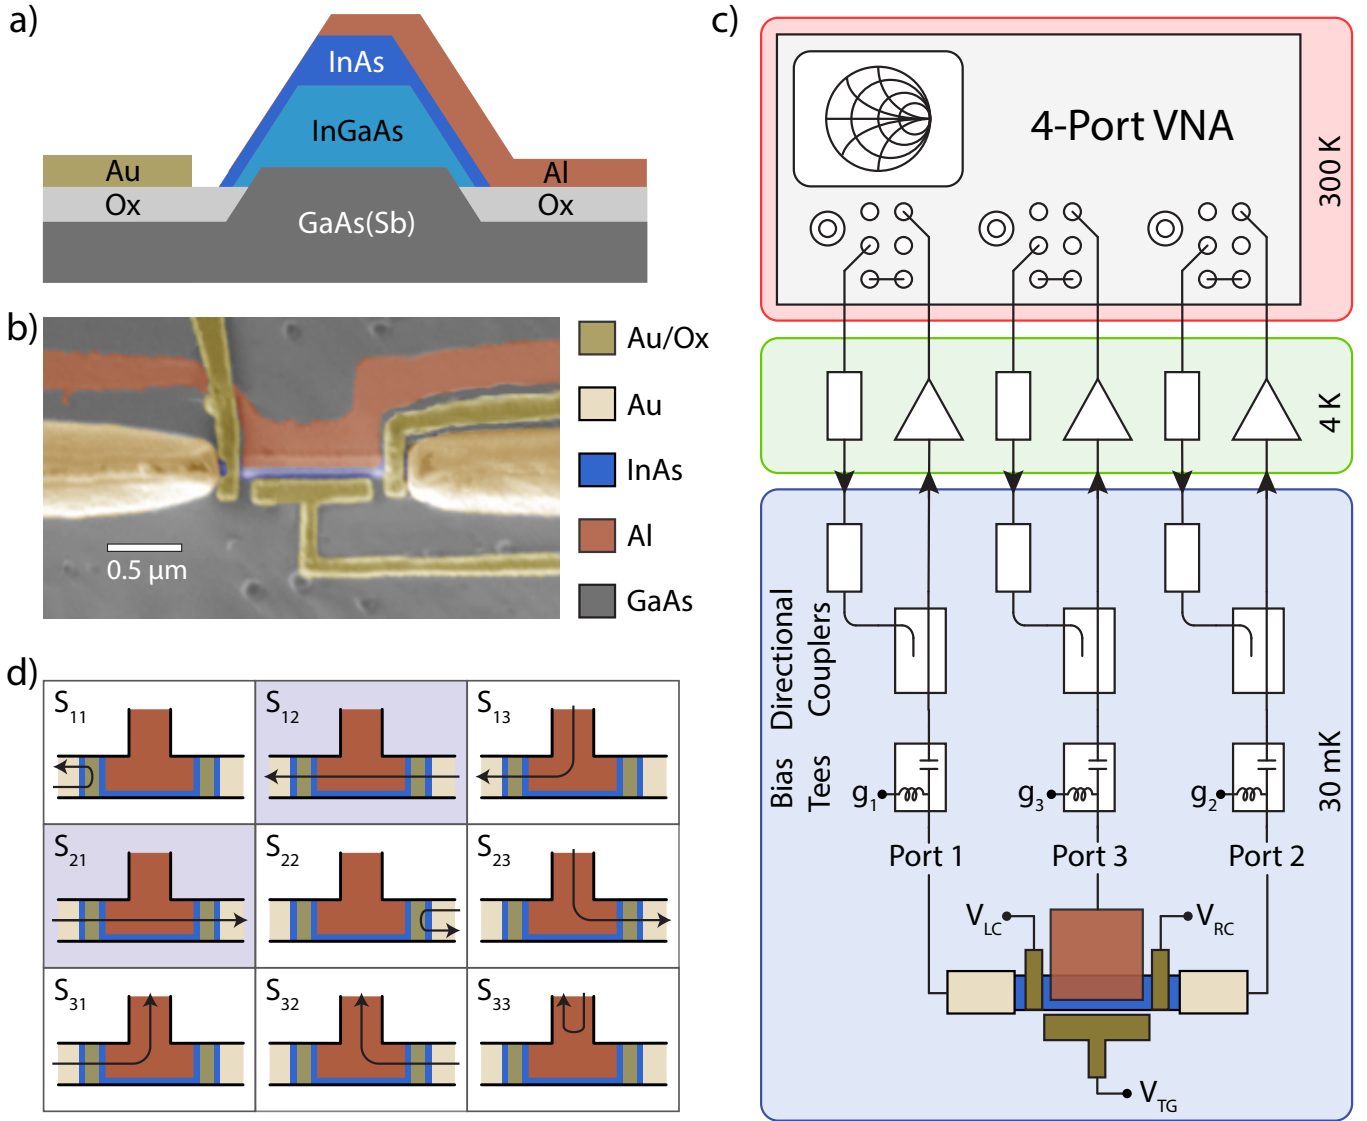 a)
InAs
InGaAs
Au
Al
Ox
Ox
GaAs(Sb)
b)
0.5 µm
Au/Ox
Au
InAs
Al
GaAs
c)
4-Port VNA
300 K
4 K
30 mK
Directional
Couplers
Bias
Tees
g1
g3
g2
Port 1
Port 3
Port 2
VLC
VRC
VTG
d)
S11
S12
S13
S21
S22
S23
S31
S32
S33